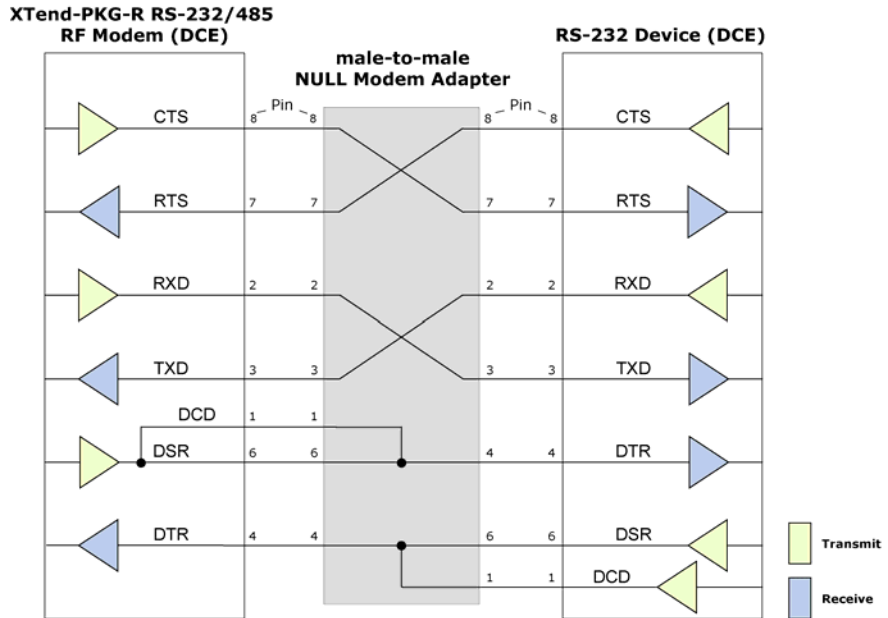 XTend-PKG-R RS-232/485
RF Modem (DCE)
male-to-male
NULL Modem Adapter
RS-232 Device (DCE)
CTS 8 Pin 8 8 Pin 8 CTS
RTS 7 7 7 7 RTS
RXD 2 2 2 2 RXD
TXD 3 3 3 3 TXD
DCD 1 1
DSR 6 6 4 4 DTR
DTR 4 4 6 6 DSR
1 1 DCD
Transmit
Receive